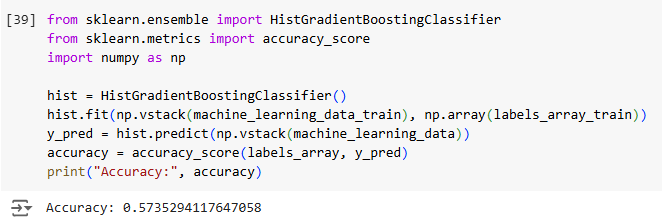 [39] from sklearn.ensemble import HistGradientBoostingClassifier
from sklearn.metrics import accuracy_score
import numpy as np
hist = HistGradientBoostingClassifier()
hist.fit(np.vstack(machine_learning_data_train), np.array(labels_array_train))
y_pred = hist.predict(np.vstack(machine_learning_data))
accuracy = accuracy_score(labels_array, y_pred)
print("Accuracy:", accuracy)
Accuracy: 0.5735294117647058